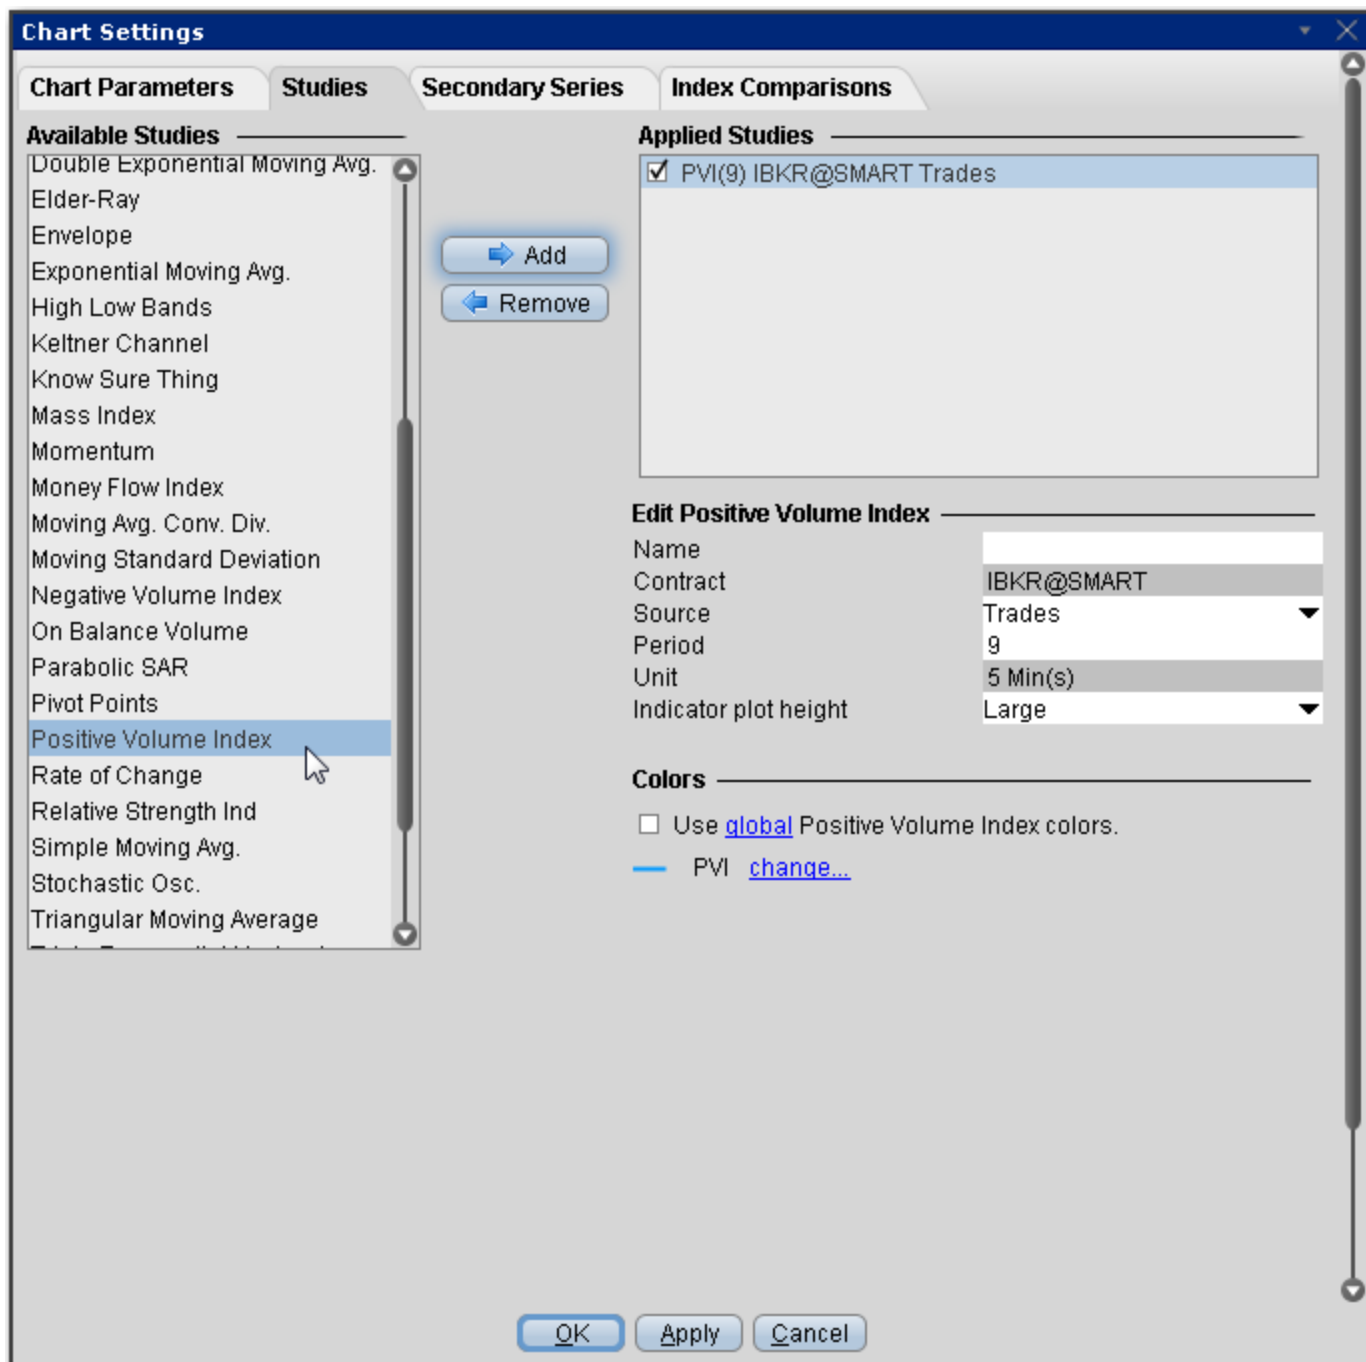 Chart Settings
Chart Parameters Studies Secondary Series Index Comparisons
Available Studies
Double Exponential Moving Avg.
Elder-Ray
Envelope
Exponential Moving Avg.
High Low Bands
Keltner Channel
Know Sure Thing
Mass Index
Momentum
Money Flow Index
Moving Avg. Conv. Div.
Moving Standard Deviation
Negative Volume Index
On Balance Volume
Parabolic SAR
Pivot Points
Positive Volume Index
Rate of Change
Relative Strength Ind
Simple Moving Avg.
Stochastic Osc.
Triangular Moving Average
Add
Remove
Applied Studies
PVI(9) IBKR@SMART Trades
Edit Positive Volume Index
Name
Contract IBKR@SMART
Source Trades
Period 9
Unit 5 Min(s)
Indicator plot height Large
Colors
Use global Positive Volume Index colors.
PVI change...
OK Apply Cancel